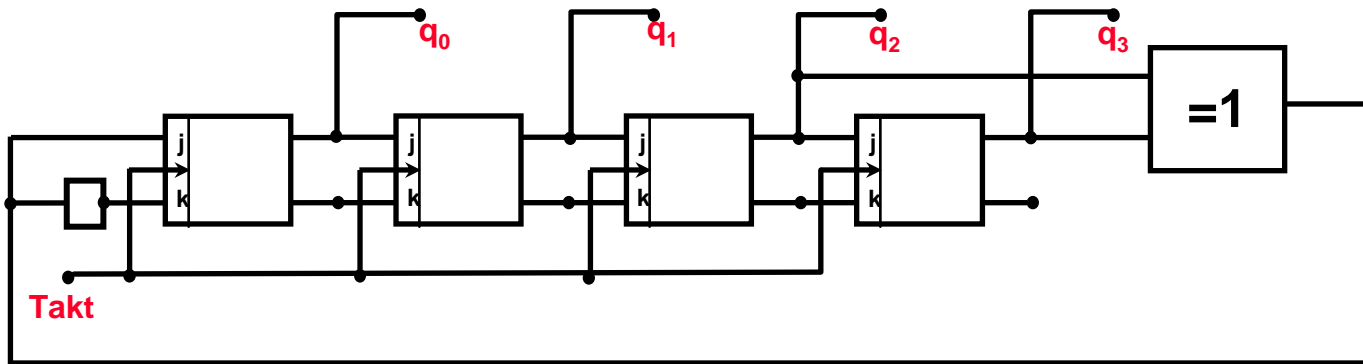 q₀ q₁ q₂ q₃
=1
j j j j
k k k k
Takt